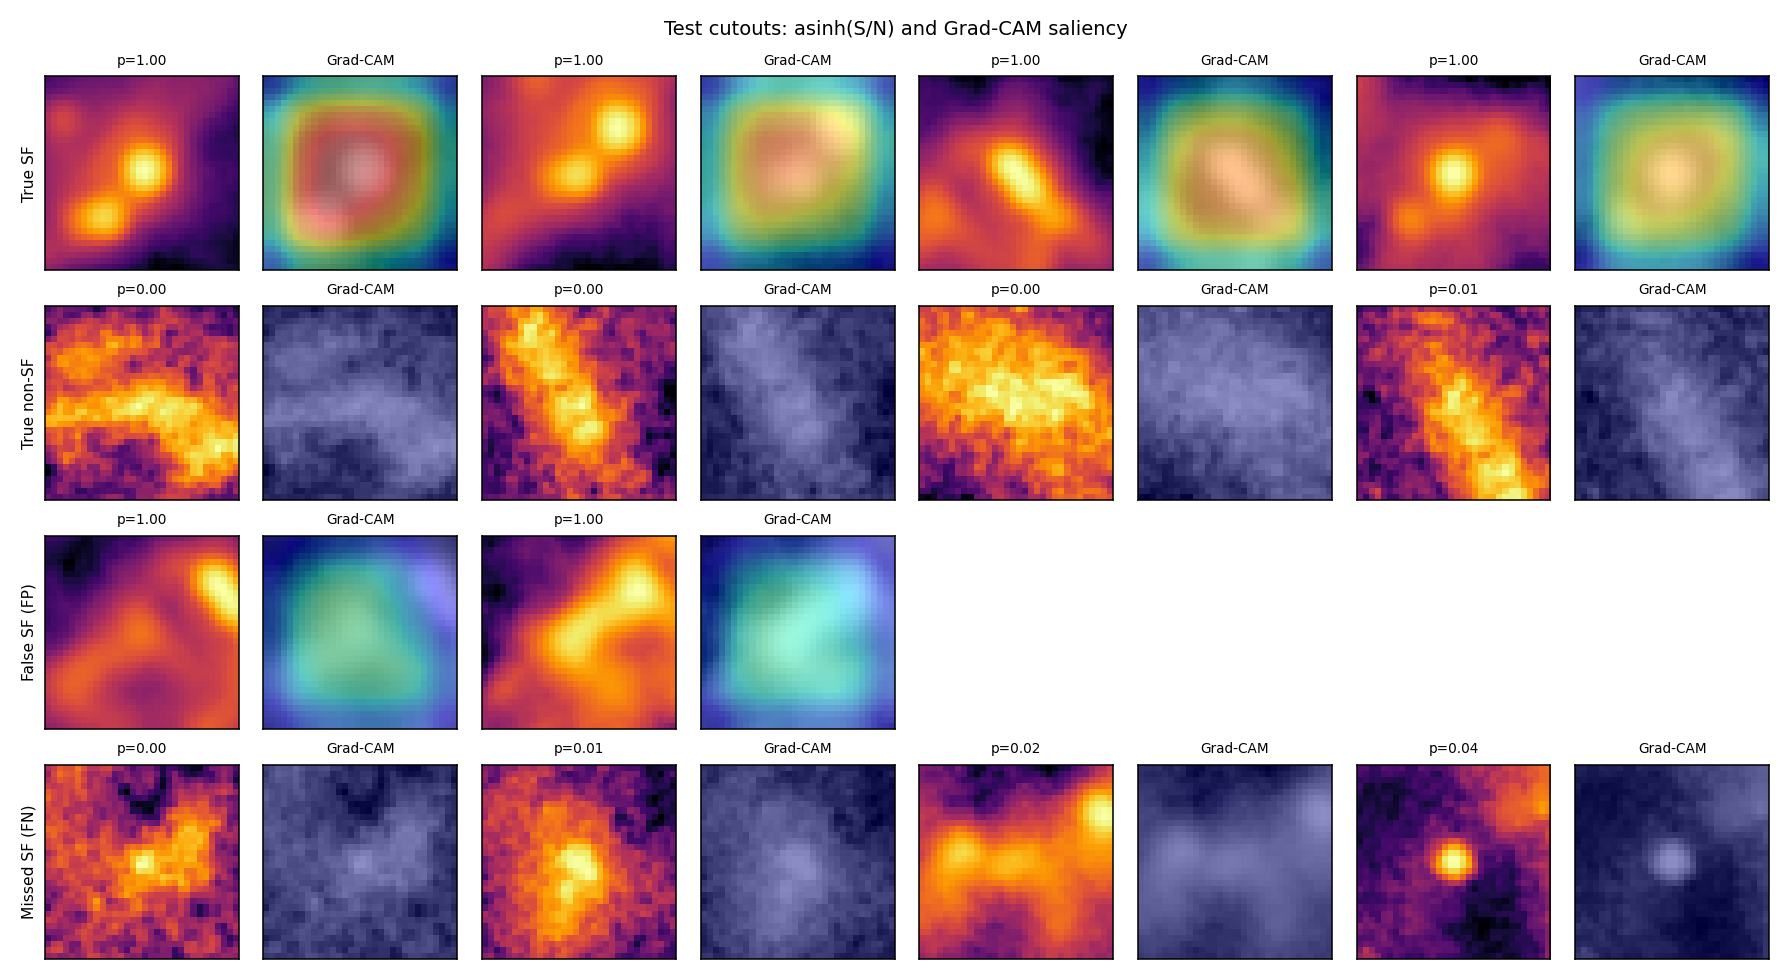 Test cutouts: asinh(S/N) and Grad-CAM saliency
p=1.00 Grad-CAM p=1.00 Grad-CAM p=1.00 Grad-CAM p=1.00 Grad-CAM
True SF
p=0.00 Grad-CAM p=0.00 Grad-CAM p=0.00 Grad-CAM p=0.01 Grad-CAM
True non-SF
p=1.00 Grad-CAM p=1.00 Grad-CAM
False SF (FP)
p=0.00 Grad-CAM p=0.01 Grad-CAM p=0.02 Grad-CAM p=0.04 Grad-CAM
Missed SF (FN)